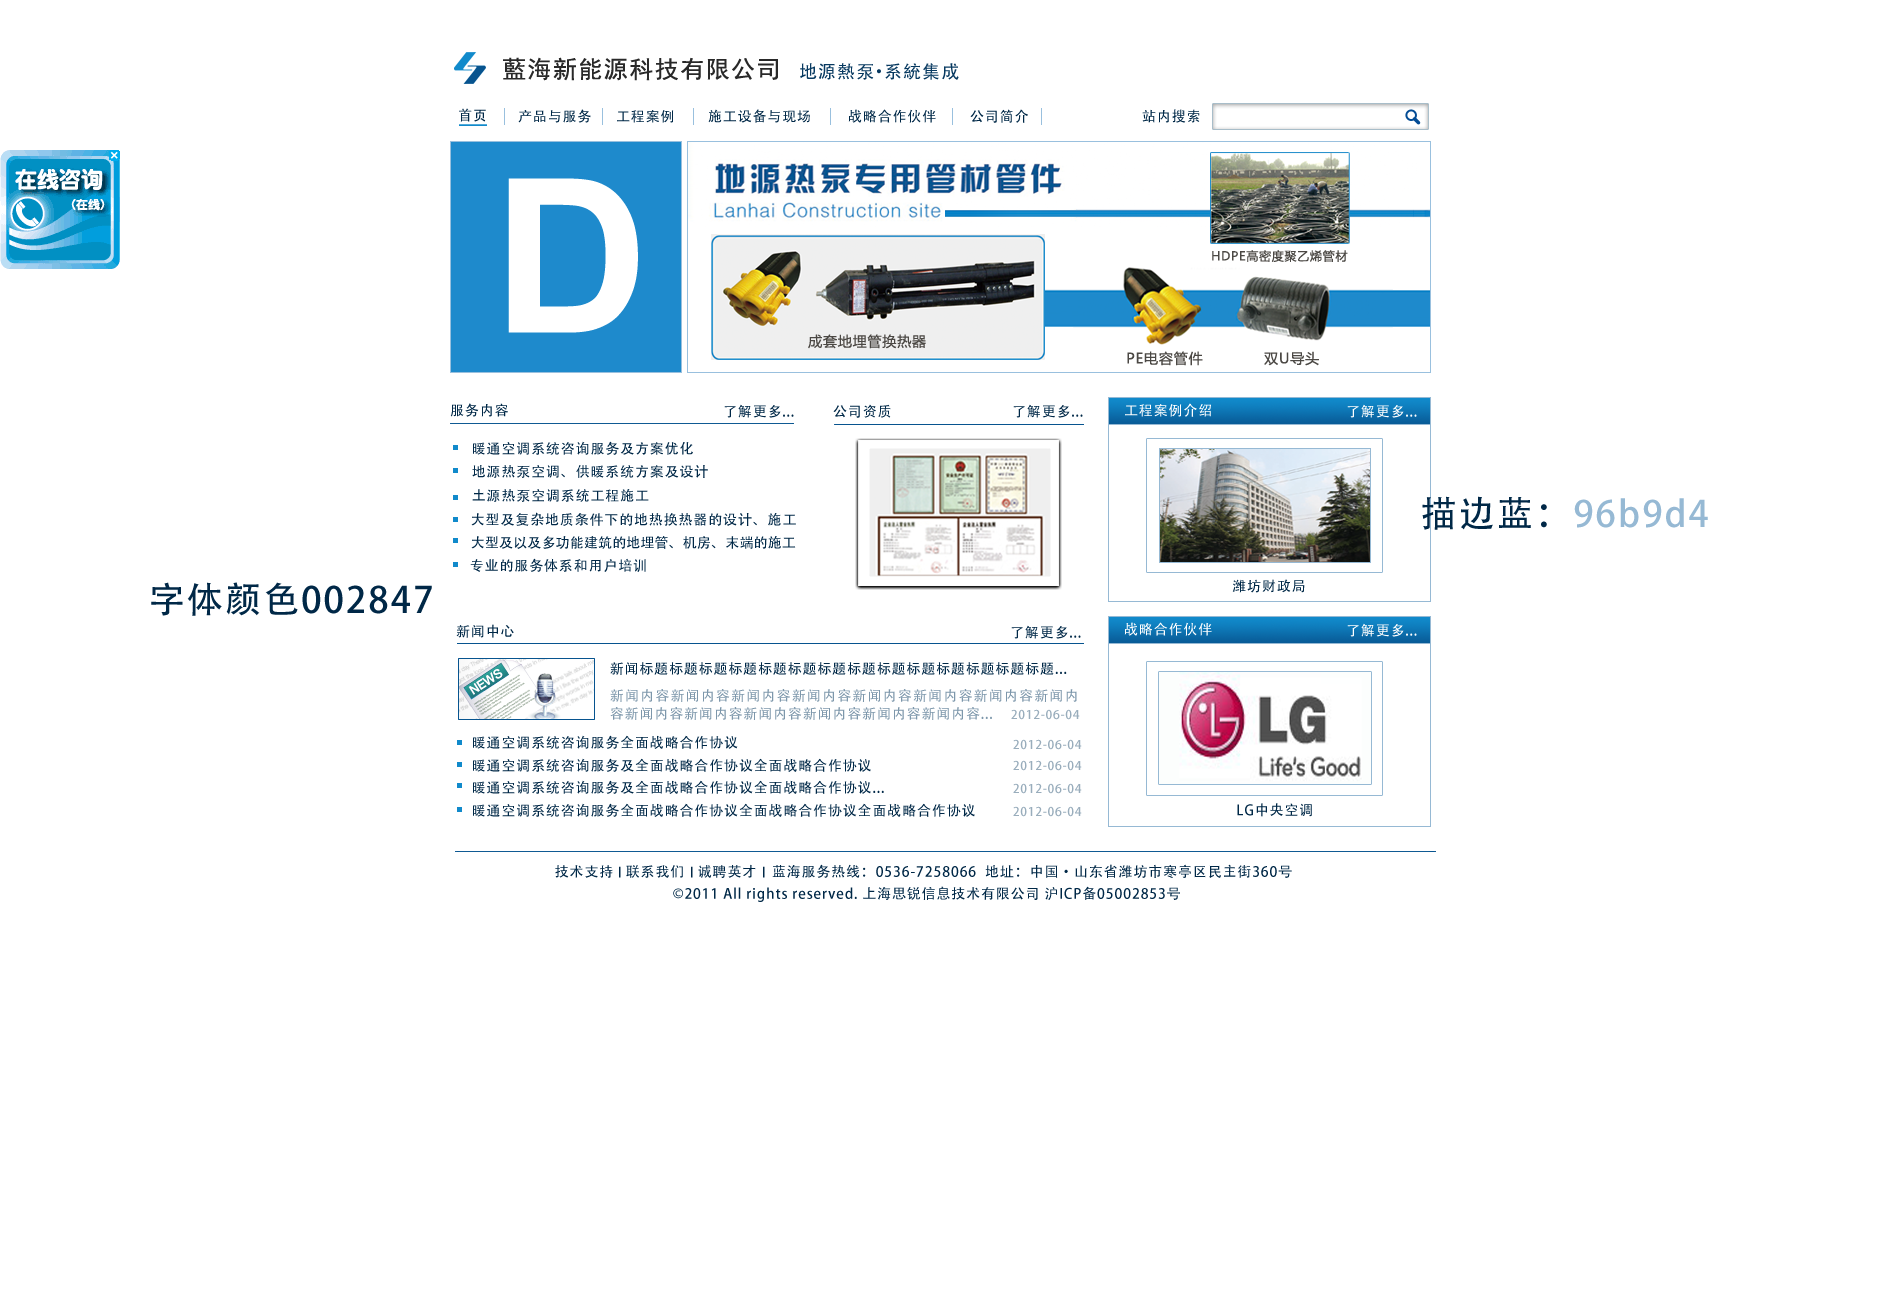 藍海新能源科技有限公司 地源熱泵•系統集成
首页 产品与服务 工程案例 施工设备与现场 战略合作伙伴 公司简介 站内搜索
在线咨询
(在线)
D
地源热泵专用管材管件
Lanhai Construction site
HDPE高密度聚乙烯管材
成套地埋管换热器
PE电容管件 双U导头
服务内容 了解更多...
暖通空调系统咨询服务及方案优化
地源热泵空调、供暖系统方案及设计
土源热泵空调系统工程施工
大型及复杂地质条件下的地热换热器的设计、施工
大型及以及多功能建筑的地埋管、机房、末端的施工
专业的服务体系和用户培训
公司资质 了解更多...
工程案例介绍 了解更多...
潍坊财政局
描边蓝：96b9d4
字体颜色002847
新闻中心 了解更多...
NEWS
新闻标题标题标题标题标题标题标题标题标题标题标题标题标题标题...
新闻内容新闻内容新闻内容新闻内容新闻内容新闻内容新闻内容新闻内
容新闻内容新闻内容新闻内容新闻内容新闻内容新闻内容... 2012-06-04
暖通空调系统咨询服务全面战略合作协议 2012-06-04
暖通空调系统咨询服务及全面战略合作协议全面战略合作协议 2012-06-04
暖通空调系统咨询服务及全面战略合作协议全面战略合作协议... 2012-06-04
暖通空调系统咨询服务全面战略合作协议全面战略合作协议全面战略合作协议 2012-06-04
战略合作伙伴 了解更多...
LG
Life's Good
LG中央空调
技术支持 | 联系我们 | 诚聘英才 | 蓝海服务热线：0536-7258066 地址：中国•山东省潍坊市寒亭区民主街360号
©2011 All rights reserved. 上海思锐信息技术有限公司 沪ICP备05002853号